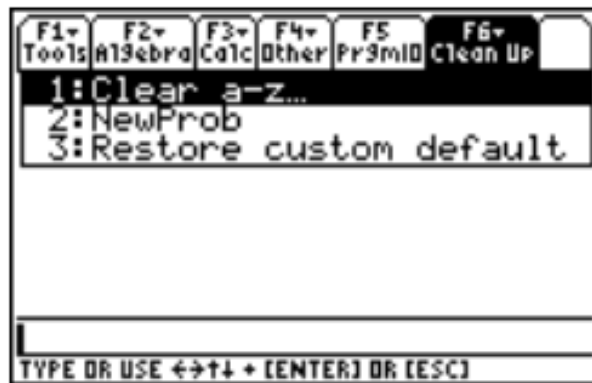 F1▾ F2▾ F3▾ F4▾ F5 F6▾
Tools Algebra Calc Other PrgmIO Clean Up
1:Clear a-z…
2:NewProb
3:Restore custom default
TYPE OR USE ←→↑↓ + [ENTER] OR [ESC]